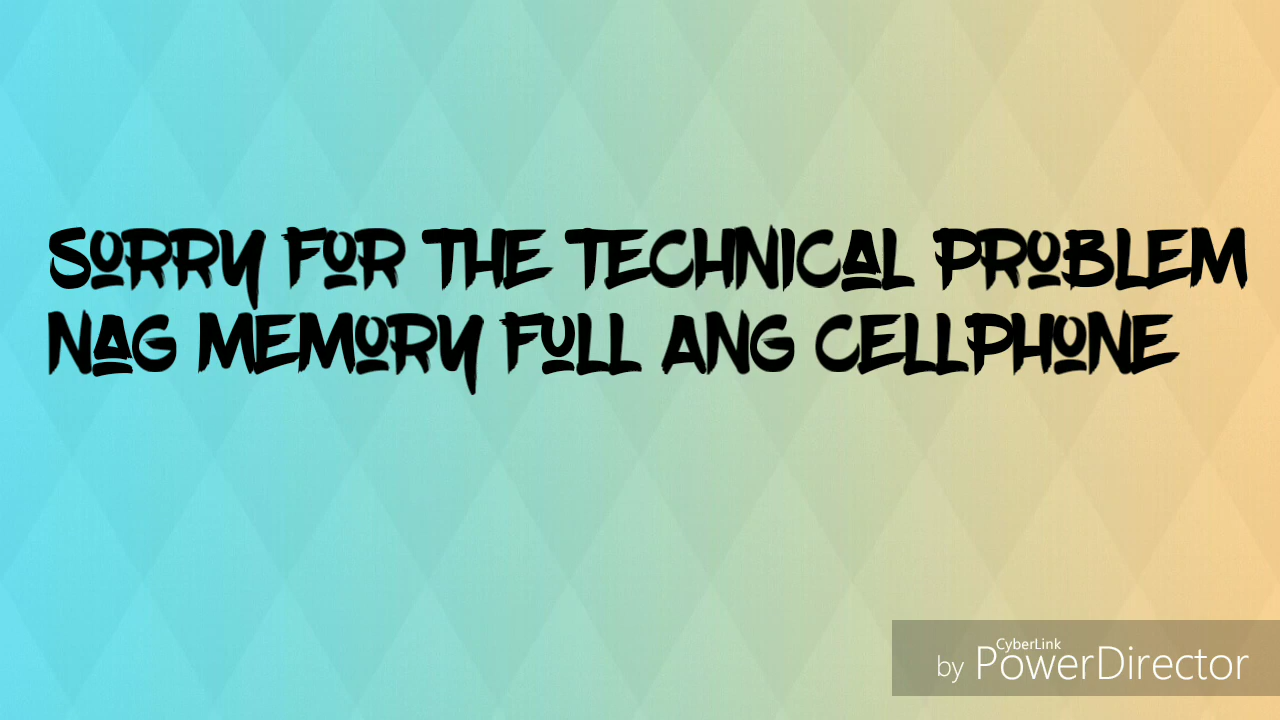 SORRY FOR THE TECHNICAL PROBLEM
NAG MEMORY FULL ANG CELLPHONE
by CyberLink PowerDirector